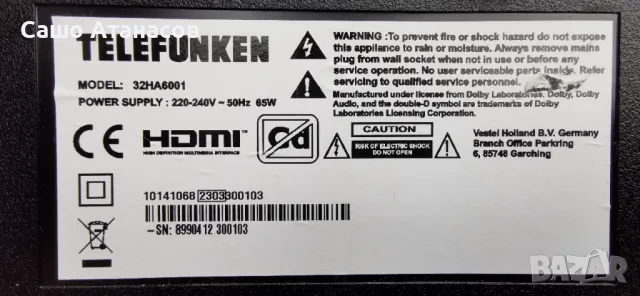 Сашо Атанасов
TELEFUNKEN
MODEL: 32HA6001
POWER SUPPLY : 220-240V ~ 50Hz 65W
CE HDMI Cd
HIGH DEFINITION MULTIMEDIA INTERFACE
10141068 2303 300103
-SN: 8990412 300103
WARNING :To prevent fire or shock hazard do not expose
this appliance to rain or moisture. Always remove mains
plug from wall socket when not in use or before any
service operation. No user serviceable parts inside. Refer
servicing to qualified service personnel.
Manufactured under license from Dolby Laboratories. Dolby, Dolby
Audio, and the double-D symbol are trademarks of Dolby
Laboratories Licensing Corporation.
CAUTION
RISK OF ELECTRIC SHOCK
DO NOT OPEN
Vestel Holland B.V. Germany
Branch Office Parkring
6, 85748 Garching
bazar